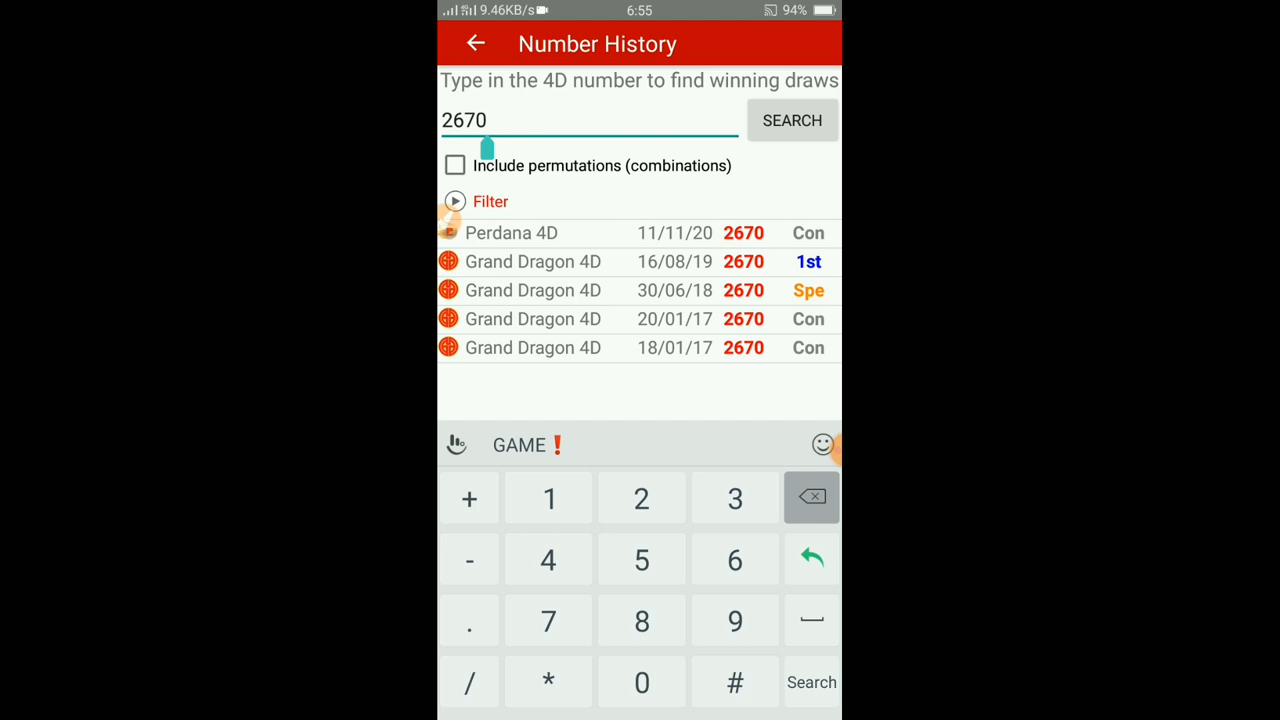 9.46KB/s 6:55 94%
Number History
Type in the 4D number to find winning draws
2670 SEARCH
Include permutations (combinations)
Filter
Perdana 4D 11/11/20 2670 Con
Grand Dragon 4D 16/08/19 2670 1st
Grand Dragon 4D 30/06/18 2670 Spe
Grand Dragon 4D 20/01/17 2670 Con
Grand Dragon 4D 18/01/17 2670 Con
GAME❗
+ 1 2 3
- 4 5 6
. 7 8 9
/ * 0 # Search